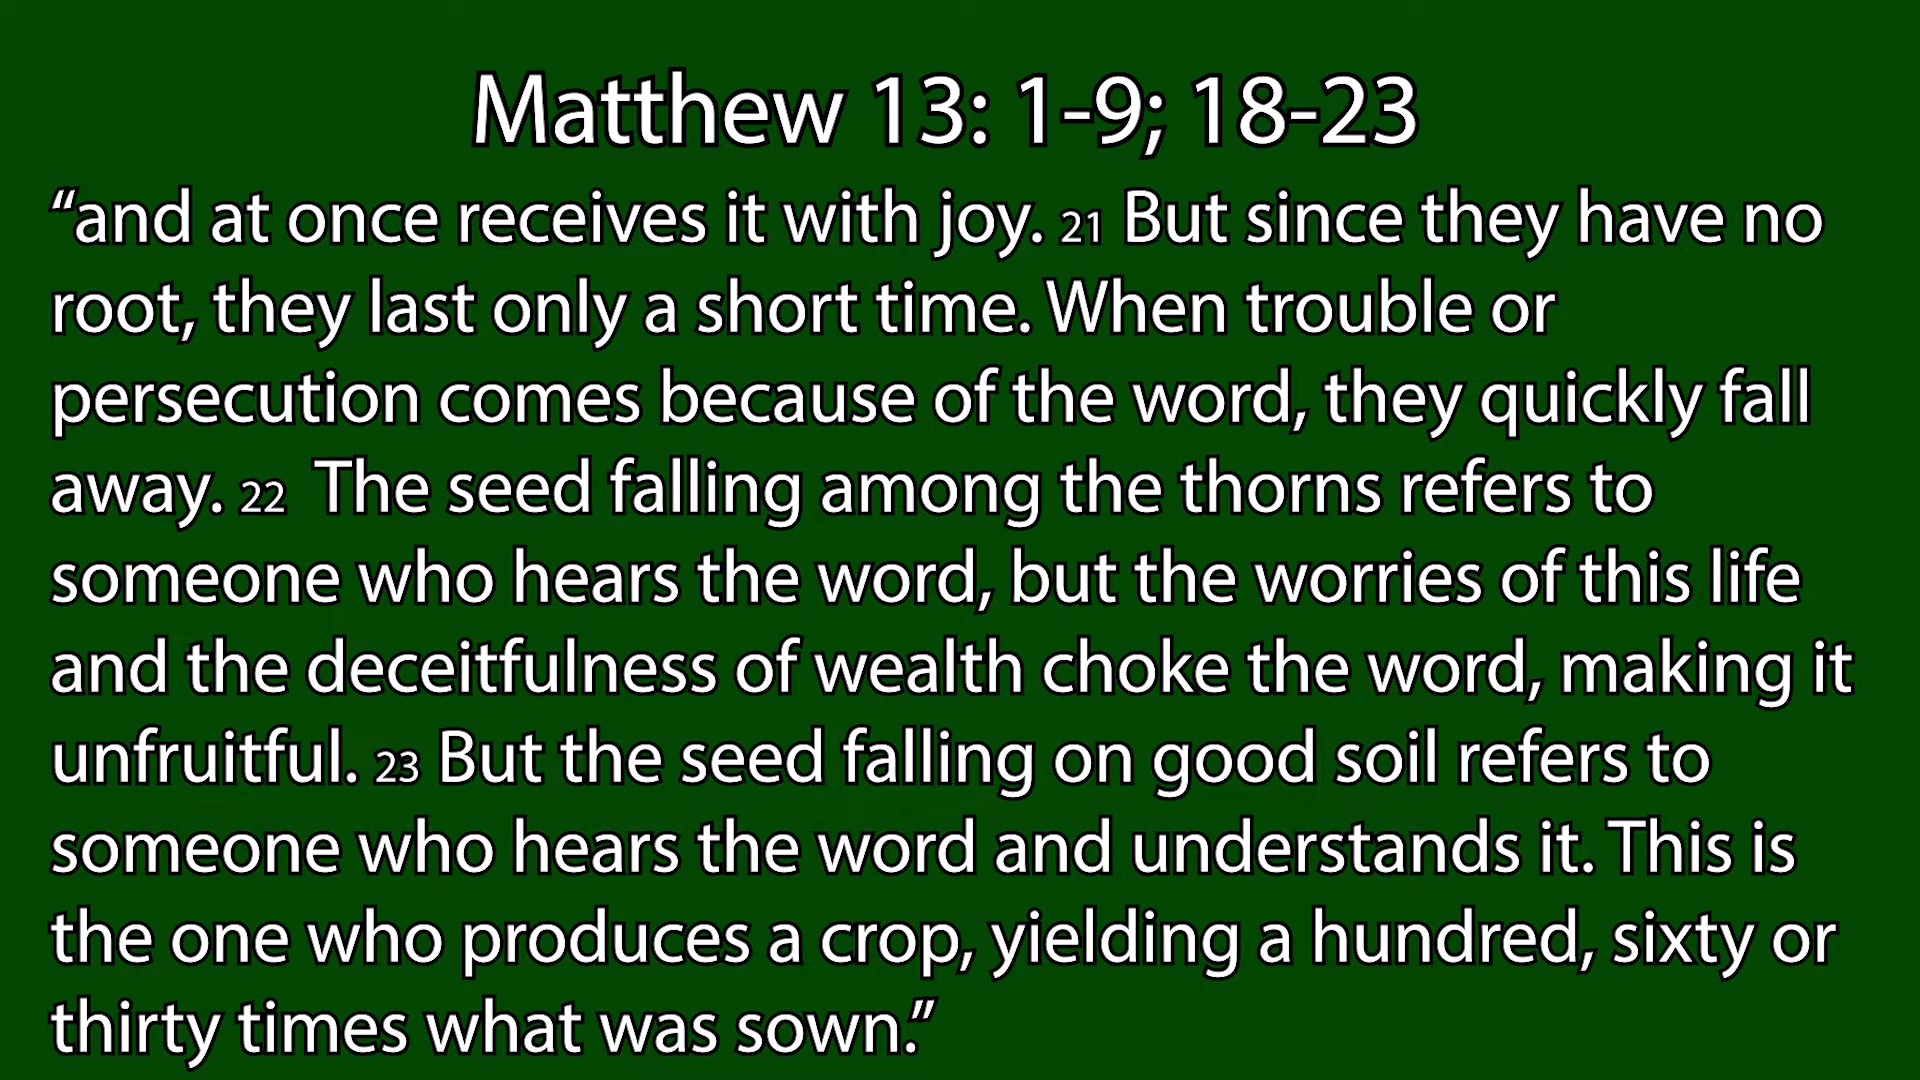 Matthew 13: 1-9; 18-23
“and at once receives it with joy. 21 But since they have no
root, they last only a short time. When trouble or
persecution comes because of the word, they quickly fall
away. 22 The seed falling among the thorns refers to
someone who hears the word, but the worries of this life
and the deceitfulness of wealth choke the word, making it
unfruitful. 23 But the seed falling on good soil refers to
someone who hears the word and understands it. This is
the one who produces a crop, yielding a hundred, sixty or
thirty times what was sown.”